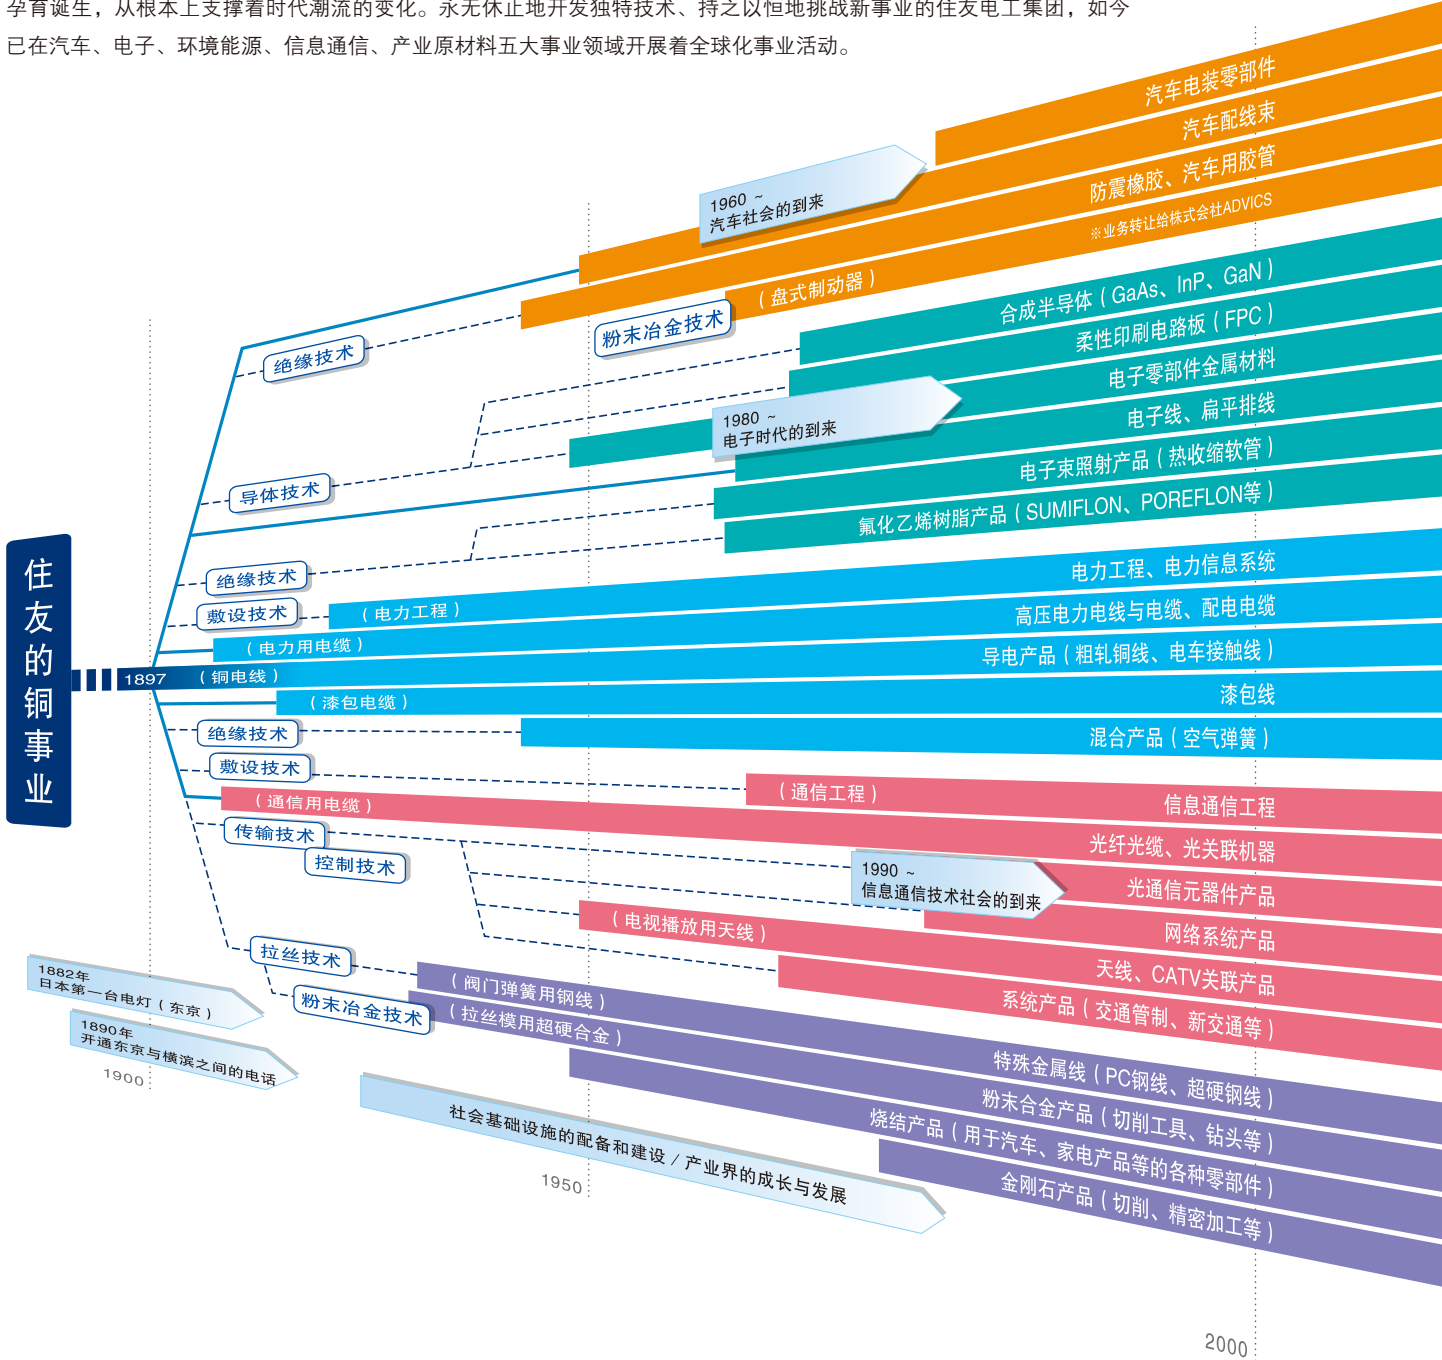 孕育诞生，从根本上支撑着时代潮流的变化。永无休止地开发独特技术、持之以恒地挑战新事业的住友电工集团，如今
已在汽车、电子、环境能源、信息通信、产业原材料五大事业领域开展着全球化事业活动。
汽车电装零部件
汽车配线束
1960 ~
汽车社会的到来
防震橡胶、汽车用胶管
※业务转让给株式会社ADVICS
（盘式制动器）
粉末冶金技术
绝缘技术
合成半导体（GaAs、InP、GaN）
柔性印刷电路板（FPC）
电子零部件金属材料
1980 ~
电子时代的到来
电子线、扁平排线
导体技术
电子束照射产品（热收缩软管）
氟化乙烯树脂产品（SUMIFLON、POREFLON等）
绝缘技术
敷设技术
（电力工程）
电力工程、电力信息系统
（电力用电缆）
高压电力电线与电缆、配电电缆
住友的铜事业
1897
（铜电线）
导电产品（粗轧铜线、电车接触线）
（漆包电缆）
漆包线
绝缘技术
混合产品（空气弹簧）
敷设技术
（通信工程）
信息通信工程
（通信用电缆）
光纤光缆、光关联机器
传输技术
控制技术
1990 ~
信息通信技术社会的到来
光通信元器件产品
网络系统产品
（电视播放用天线）
天线、CATV关联产品
系统产品（交通管制、新交通等）
拉丝技术
（阀门弹簧用钢线）
特殊金属线（PC钢线、超硬钢线）
粉末冶金技术
（拉丝模用超硬合金）
粉末合金产品（切削工具、钻头等）
烧结产品（用于汽车、家电产品等的各种零部件）
金刚石产品（切削、精密加工等）
1882年
日本第一台电灯（东京）
1890年
开通东京与横滨之间的电话
1900
社会基础设施的配备和建设／产业界的成长与发展
1950
2000